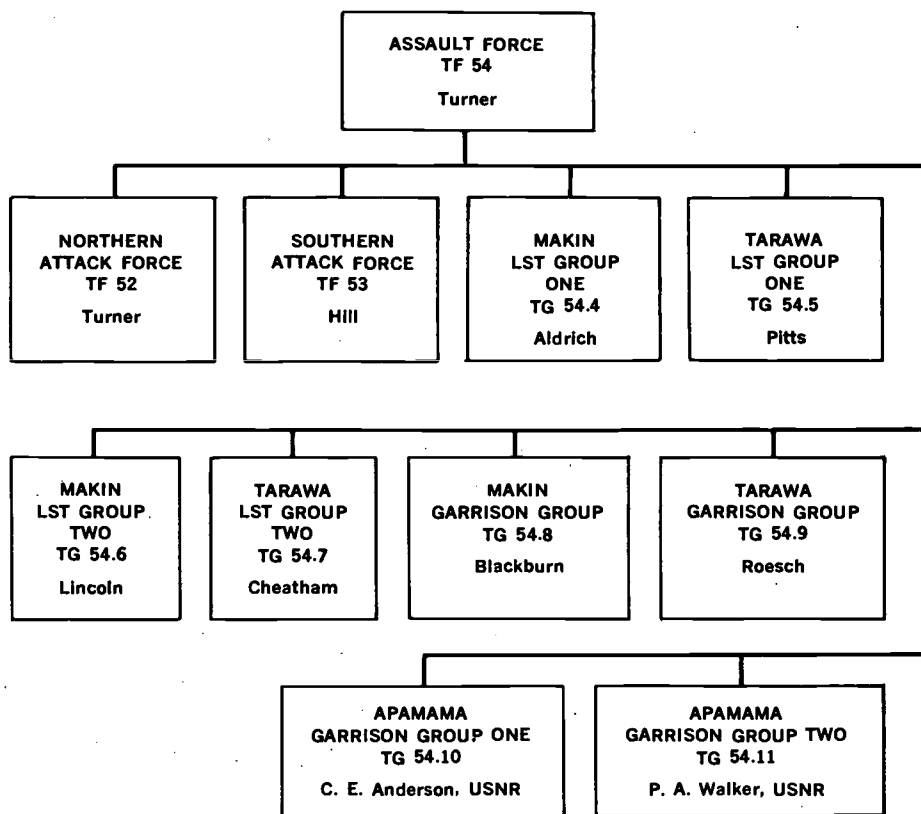 ASSAULT FORCE
TF 54
Turner
NORTHERN
ATTACK FORCE
TF 52
Turner
SOUTHERN
ATTACK FORCE
TF 53
Hill
MAKIN
LST GROUP
ONE
TG 54.4
Aldrich
TARAWA
LST GROUP
ONE
TG 54.5
Pitts
MAKIN
LST GROUP
TWO
TG 54.6
Lincoln
TARAWA
LST GROUP
TWO
TG 54.7
Cheatham
MAKIN
GARRISON GROUP
TG 54.8
Blackburn
TARAWA
GARRISON GROUP
TG 54.9
Roesch
APAMAMA
GARRISON GROUP ONE
TG 54.10
C. E. Anderson, USNR
APAMAMA
GARRISON GROUP TWO
TG 54.11
P. A. Walker, USNR